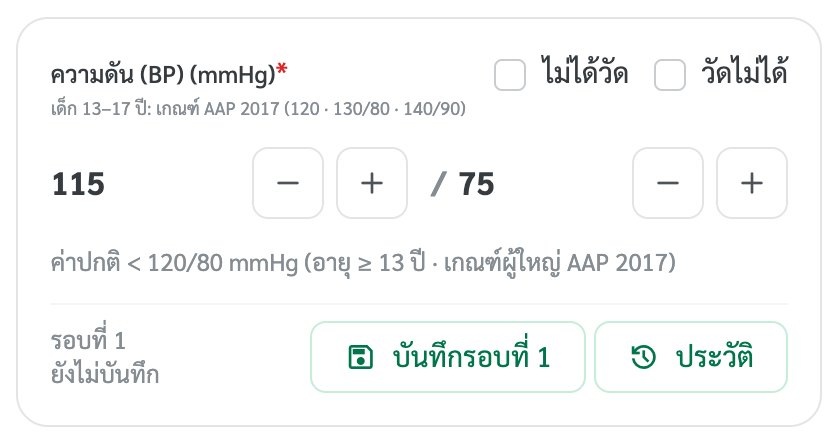 ความดัน (BP) (mmHg)*
ไม่ได้วัด
วัดไม่ได้
เด็ก 13–17 ปี: เกณฑ์ AAP 2017 (120 · 130/80 · 140/90)
115 − + / 75 − +
ค่าปกติ < 120/80 mmHg (อายุ ≥ 13 ปี · เกณฑ์ผู้ใหญ่ AAP 2017)
รอบที่ 1
ยังไม่บันทึก
บันทึกรอบที่ 1
ประวัติ